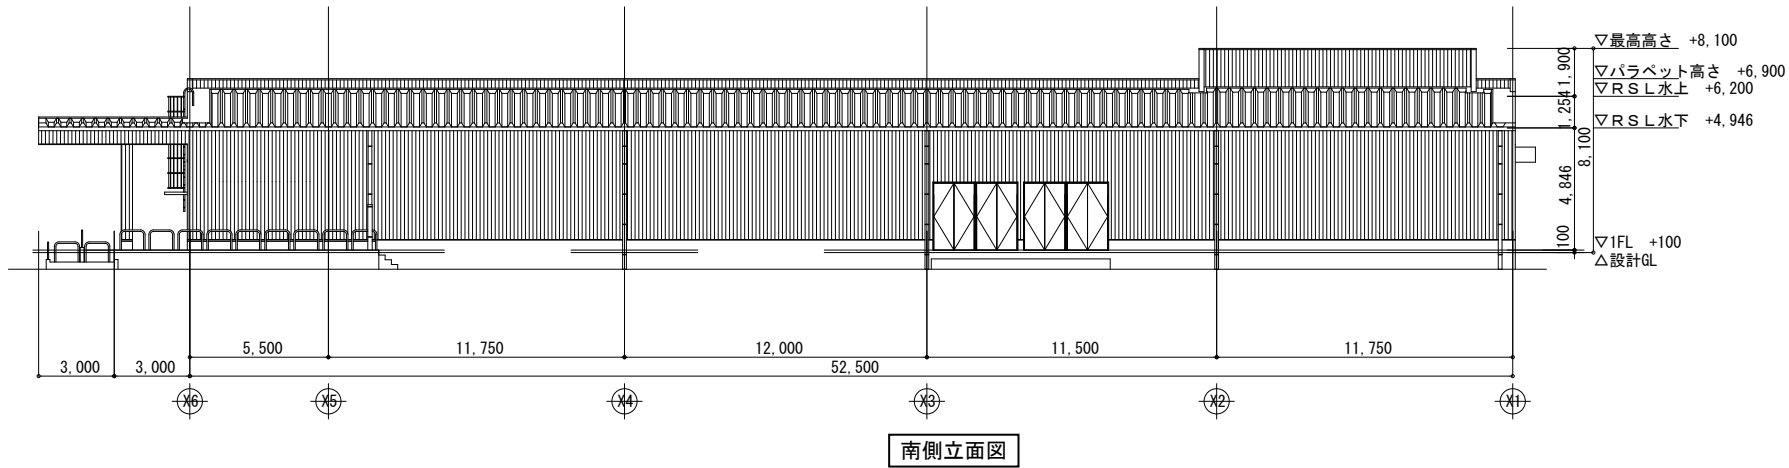 ▽最高高さ +8,100
▽パラペット高さ +6,900
▽RSL水上 +6,200
▽RSL水下 +4,946
1,900
1,254
8,100
4,846
100
▽1FL +100
△設計GL
5,500
11,750
12,000
11,500
11,750
3,000
3,000
52,500
X6
X5
X4
X3
X2
X1
南側立面図